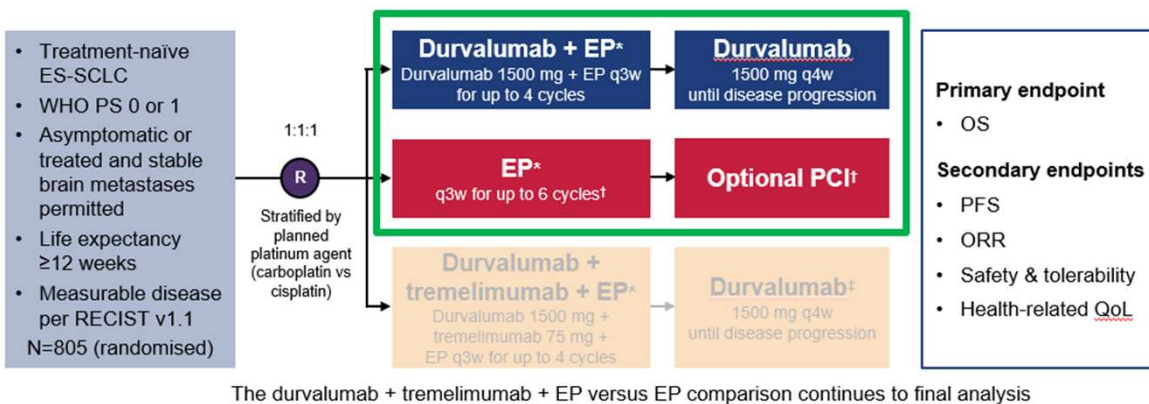 • Treatment-naïve
ES-SCLC
• WHO PS 0 or 1
• Asymptomatic or
treated and stable
brain metastases
permitted
• Life expectancy
≥12 weeks
• Measurable disease
per RECIST v1.1
N=805 (randomised)
1:1:1
R
Stratified by
planned
platinum agent
(carboplatin vs
cisplatin)
Durvalumab + EP*
Durvalumab 1500 mg + EP q3w
for up to 4 cycles
Durvalumab
1500 mg q4w
until disease progression
EP*
q3w for up to 6 cycles†
Optional PCI†
Durvalumab +
tremelimumab + EP*
Durvalumab 1500 mg +
tremelimumab 75 mg +
EP q3w for up to 4 cycles
Durvalumab‡
1500 mg q4w
until disease progression
Primary endpoint
• OS
Secondary endpoints
• PFS
• ORR
• Safety & tolerability
• Health-related QoL
The durvalumab + tremelimumab + EP versus EP comparison continues to final analysis